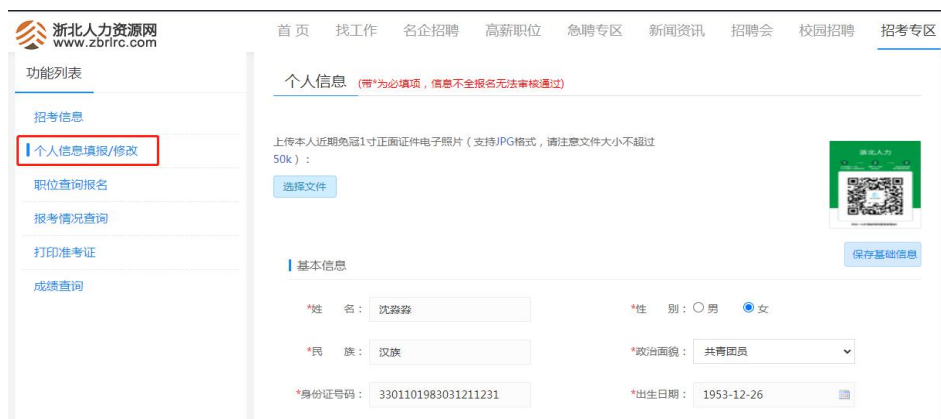 浙北人力资源网
www.zbrlrc.com
首 页 找工作 名企招聘 高薪职位 急聘专区 新闻资讯 招聘会 校园招聘 招考专区
功能列表
招考信息
个人信息填报/修改
职位查询报名
报考情况查询
打印准考证
成绩查询
个人信息 (带*为必填项，信息不全报名无法审核通过)
上传本人近期免冠1寸正面证件电子照片（支持JPG格式，请注意文件大小不超过
50k）：
选择文件
浙北人力
保存基础信息
基本信息
*姓 名： 沈淼淼
*性 别： 男 女
*民 族： 汉族
*政治面貌： 共青团员
*身份证号码： 3301101983031211231
*出生日期： 1953-12-26